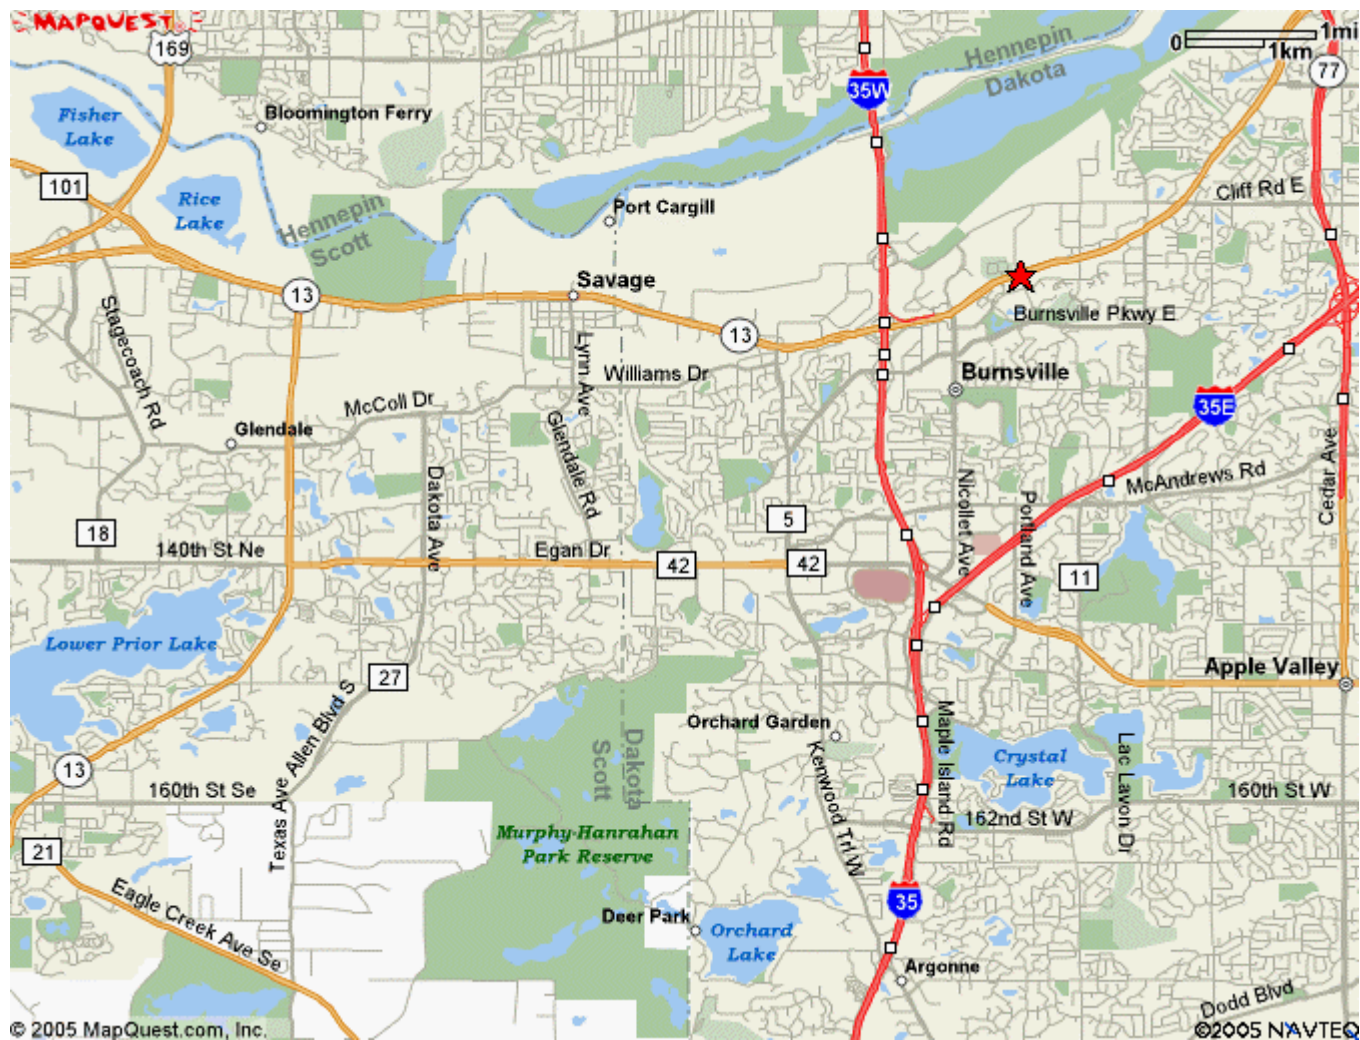 MAPQUEST
169
35W
Hennepin
Dakota
0
1mi
1km
77
Fisher
Lake
Bloomington Ferry
101
Rice
Lake
Cliff Rd E
Port Cargill
Hennepin
Scott
Savage
13
Burnsville Pkwy E
Stagecoach Rd
13
Lynn Ave
Williams Dr
Burnsville
McColl Dr
35E
Glendale
Glendale Rd
Dakota Ave
Nicollet Ave
Portland Ave
McAndrews Rd
Cedar Ave
18
5
140th St Ne
Egan Dr
42
42
11
Lower Prior Lake
27
Apple Valley
Allen Blvd S
Orchard Garden
Maple Island Rd
Dakota
Scott
Crystal
Lake
Lac Lavon Dr
13
160th St Se
Texas Ave
Kenwood Trl W
160th St W
162nd St W
21
Murphy-Hanrahan
Park Reserve
Eagle Creek Ave Se
35
Deer Park
Orchard
Lake
Argonne
Dodd Blvd
© 2005 MapQuest.com, Inc.
©2005 NAVTEQ